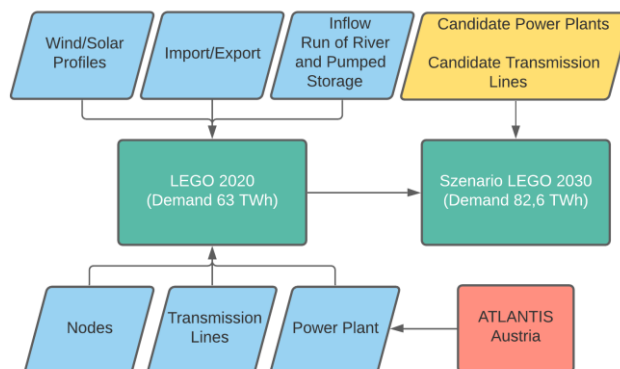 Wind/Solar
Profiles
Import/Export
Inflow
Run of River
and Pumped
Storage
Candidate Power Plants
Candidate Transmission
Lines
LEGO 2020
(Demand 63 TWh)
Szenario LEGO 2030
(Demand 82,6 TWh)
Nodes
Transmission
Lines
Power Plant
ATLANTIS
Austria